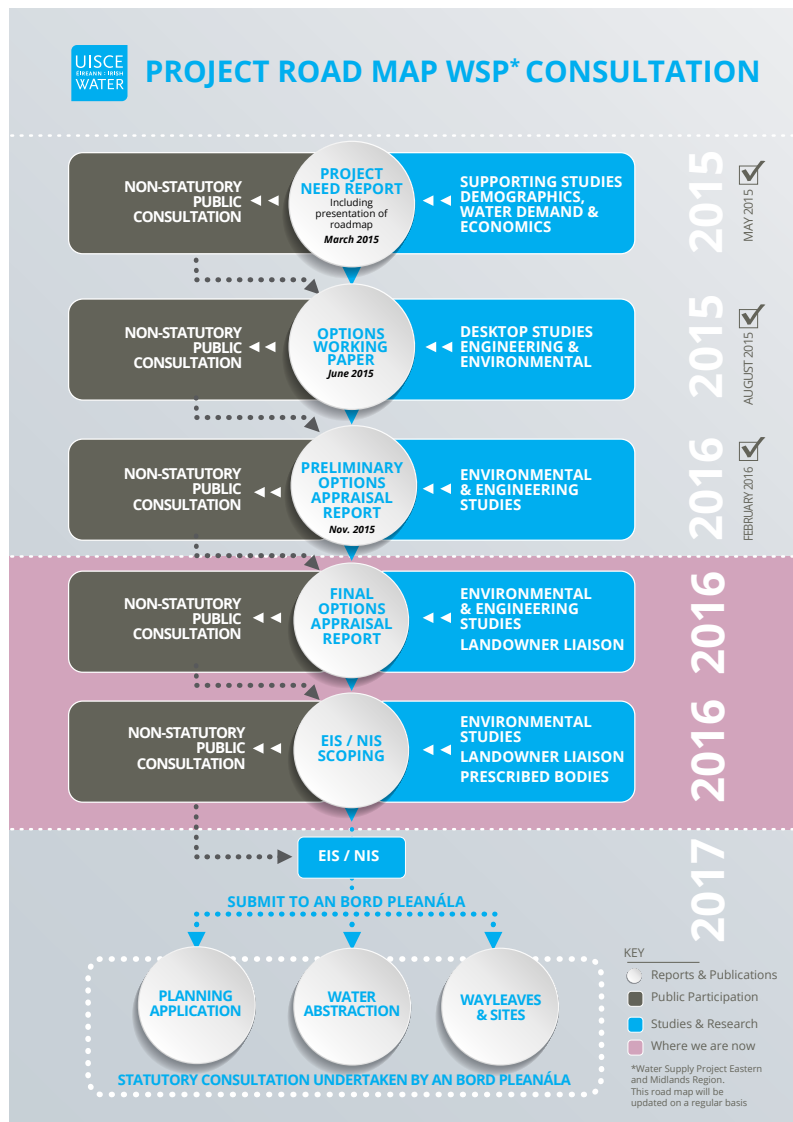 UISCE
ÉIREANN : IRISH
WATER
PROJECT ROAD MAP WSP* CONSULTATION
NON-STATUTORY
PUBLIC
CONSULTATION
PROJECT
NEED REPORT
Including
presentation of
roadmap
March 2015
SUPPORTING STUDIES
DEMOGRAPHICS,
WATER DEMAND &
ECONOMICS
2015
MAY 2015
NON-STATUTORY
PUBLIC
CONSULTATION
OPTIONS
WORKING
PAPER
June 2015
DESKTOP STUDIES
ENGINEERING &
ENVIRONMENTAL
2015
AUGUST 2015
NON-STATUTORY
PUBLIC
CONSULTATION
PRELIMINARY
OPTIONS
APPRAISAL
REPORT
Nov. 2015
ENVIRONMENTAL
& ENGINEERING
STUDIES
2016
FEBRUARY 2016
NON-STATUTORY
PUBLIC
CONSULTATION
FINAL
OPTIONS
APPRAISAL
REPORT
ENVIRONMENTAL
& ENGINEERING
STUDIES
LANDOWNER LIAISON
2016
NON-STATUTORY
PUBLIC
CONSULTATION
EIS / NIS
SCOPING
ENVIRONMENTAL
STUDIES
LANDOWNER LIAISON
PRESCRIBED BODIES
2016
EIS / NIS
2017
SUBMIT TO AN BORD PLEANÁLA
PLANNING
APPLICATION
WATER
ABSTRACTION
WAYLEAVES
& SITES
STATUTORY CONSULTATION UNDERTAKEN BY AN BORD PLEANÁLA
KEY
Reports & Publications
Public Participation
Studies & Research
Where we are now
*Water Supply Project Eastern
and Midlands Region.
This road map will be
updated on a regular basis